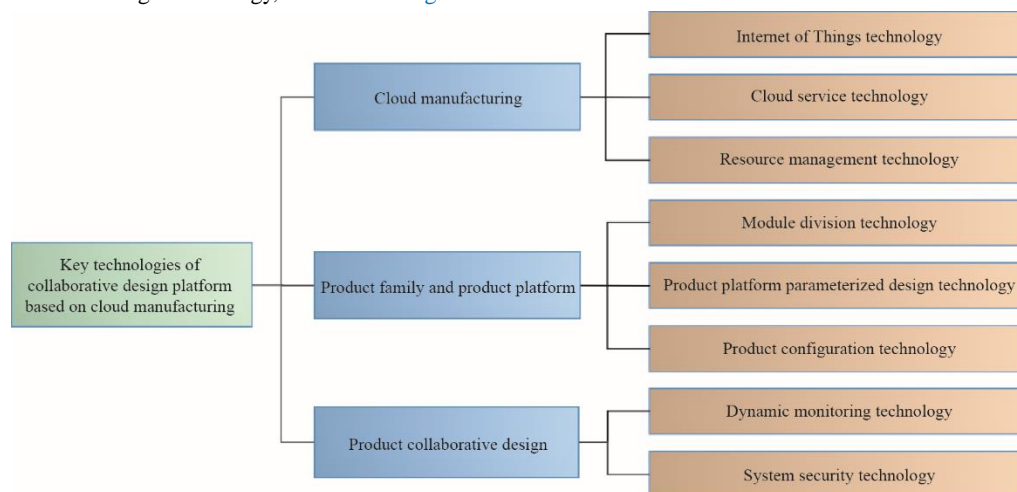 Internet of Things technology
Cloud manufacturing
Cloud service technology
Resource management technology
Module division technology
Key technologies of
collaborative design platform
based on cloud manufacturing
Product family and product platform
Product platform parameterized design technology
Product configuration technology
Dynamic monitoring technology
Product collaborative design
System security technology